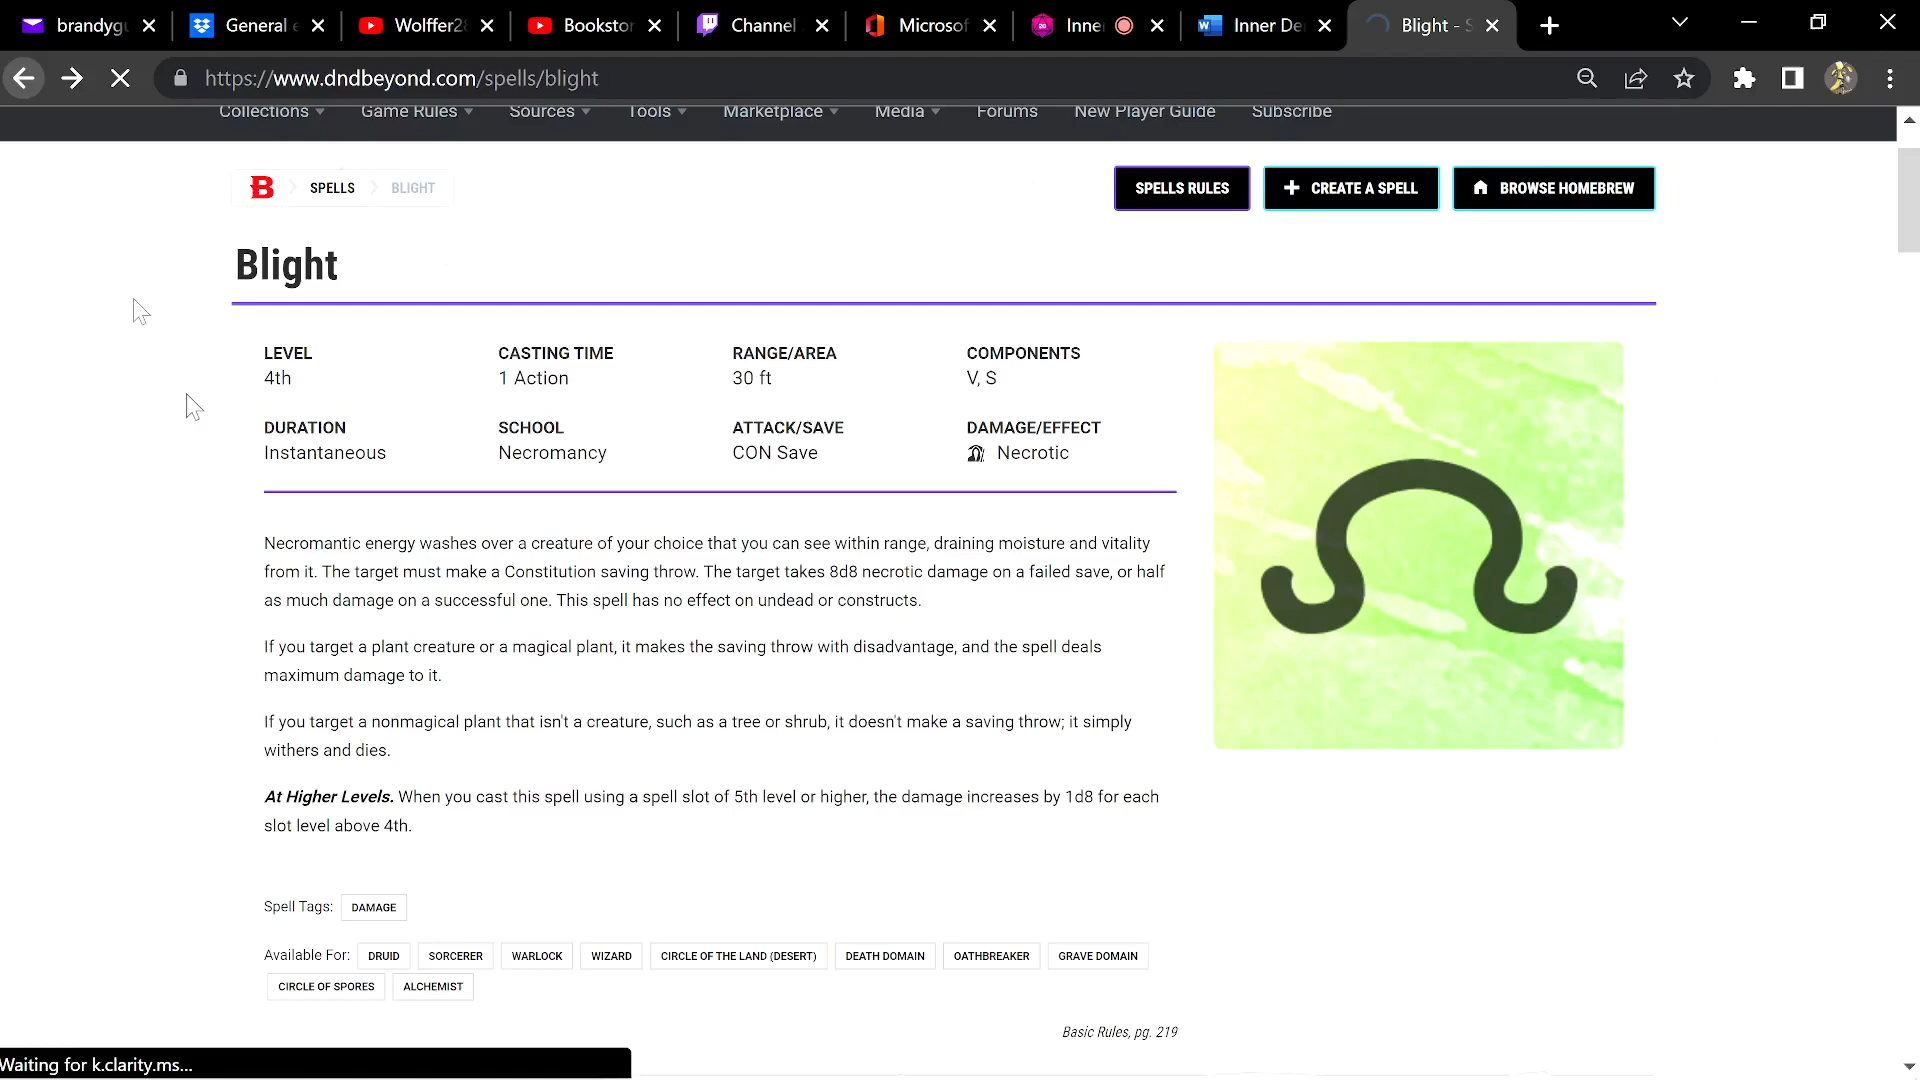 brandygu
General e
Wolffer28
Bookstor
Channel
Microsof
Inner
Inner De
Blight - S
https://www.dndbeyond.com/spells/blight
Collections
Game Rules
Sources
Tools
Marketplace
Media
Forums
New Player Guide
Subscribe
B
SPELLS
BLIGHT
SPELLS RULES
+ CREATE A SPELL
BROWSE HOMEBREW
Blight
LEVEL
4th
CASTING TIME
1 Action
RANGE/AREA
30 ft
COMPONENTS
V, S
DURATION
Instantaneous
SCHOOL
Necromancy
ATTACK/SAVE
CON Save
DAMAGE/EFFECT
Necrotic
Necromantic energy washes over a creature of your choice that you can see within range, draining moisture and vitality
from it. The target must make a Constitution saving throw. The target takes 8d8 necrotic damage on a failed save, or half
as much damage on a successful one. This spell has no effect on undead or constructs.
If you target a plant creature or a magical plant, it makes the saving throw with disadvantage, and the spell deals
maximum damage to it.
If you target a nonmagical plant that isn't a creature, such as a tree or shrub, it doesn't make a saving throw; it simply
withers and dies.
At Higher Levels. When you cast this spell using a spell slot of 5th level or higher, the damage increases by 1d8 for each
slot level above 4th.
Spell Tags: DAMAGE
Available For: DRUID SORCERER WARLOCK WIZARD CIRCLE OF THE LAND (DESERT) DEATH DOMAIN OATHBREAKER GRAVE DOMAIN
CIRCLE OF SPORES ALCHEMIST
Basic Rules, pg. 219
Waiting for k.clarity.ms...